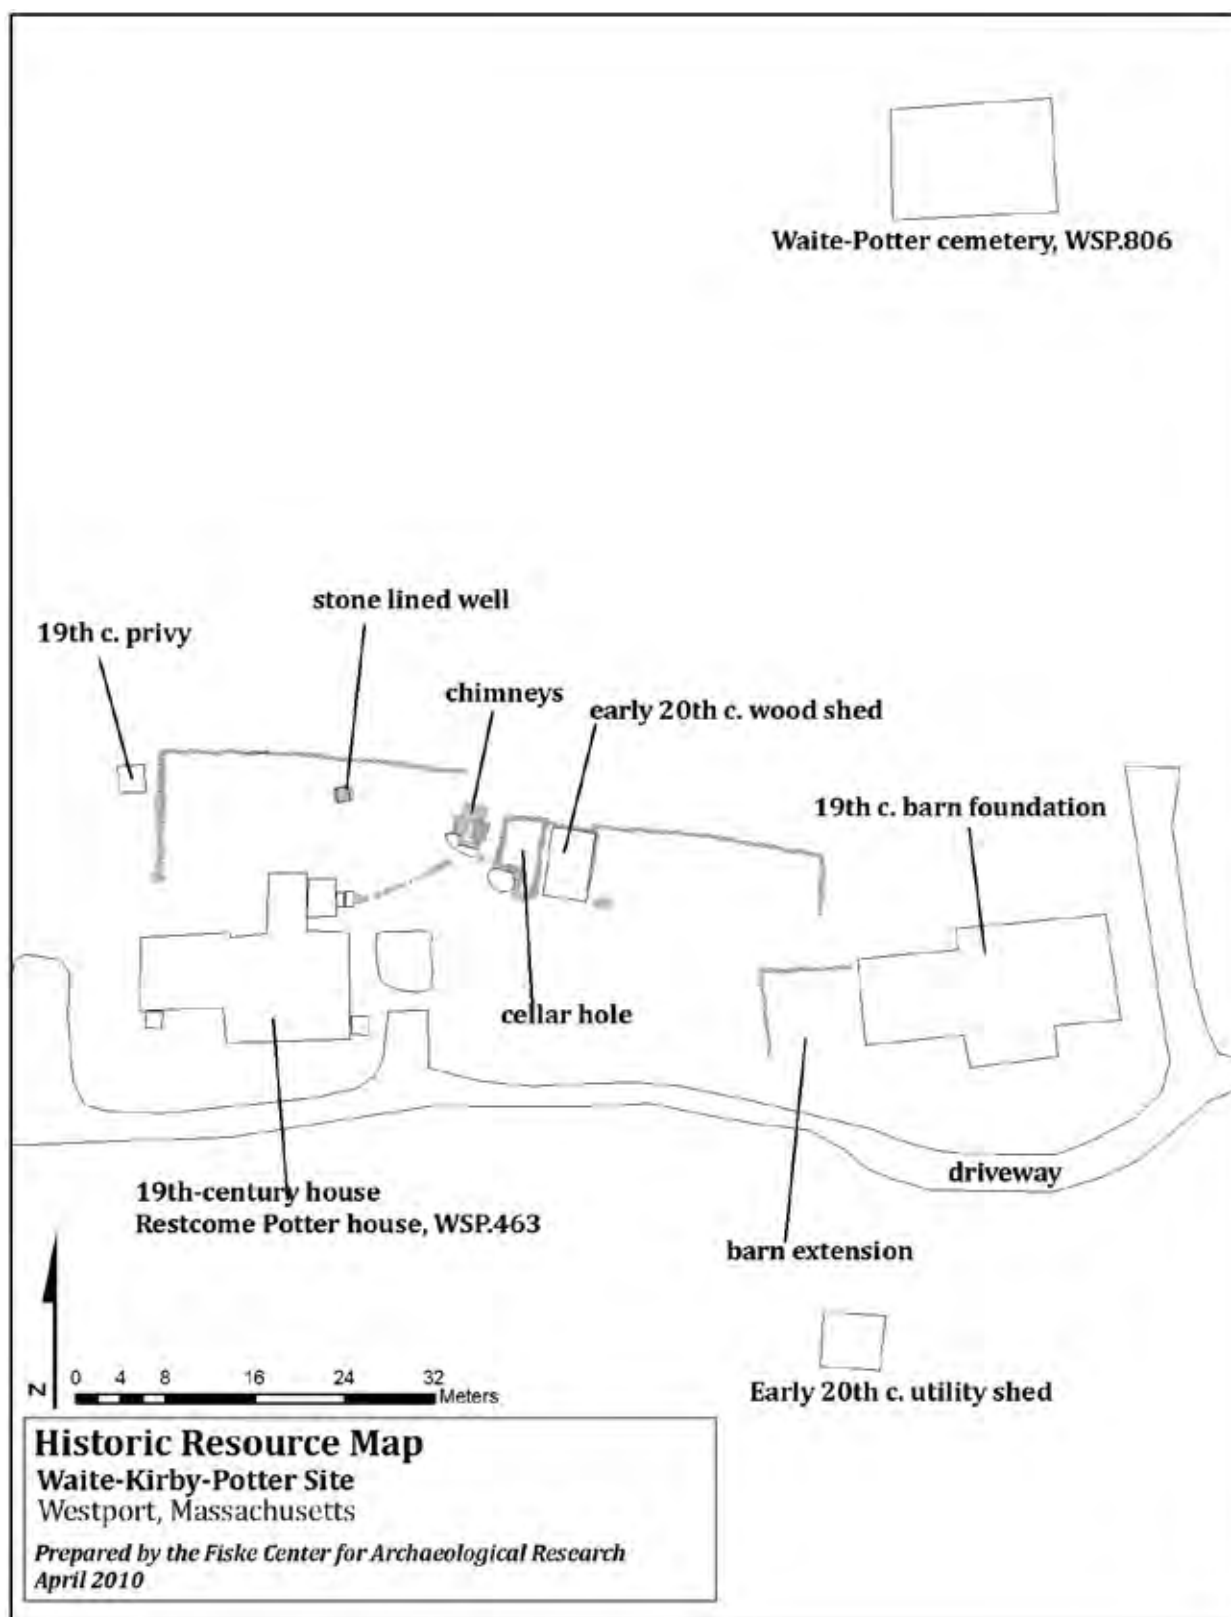 Waite-Potter cemetery, WSP.806
stone lined well
19th c. privy
chimneys
early 20th c. wood shed
19th c. barn foundation
cellar hole
driveway
19th-century house
Restcome Potter house, WSP.463
barn extension
N
0 4 8 16 24 32
Meters
Early 20th c. utility shed
Historic Resource Map
Waite-Kirby-Potter Site
Westport, Massachusetts
Prepared by the Fiske Center for Archaeological Research
April 2010